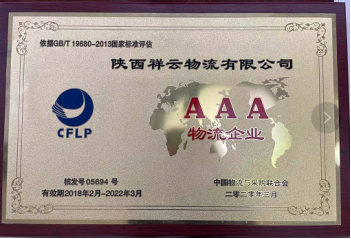 依据GB/T 19680-2013国家标准评估
陕西祥云物流有限公司
CFLP
AAA
物流企业
核发号05694 号
有效期2018年2月-2022年3月
中国物流与采购联合会
二〇二零年三月